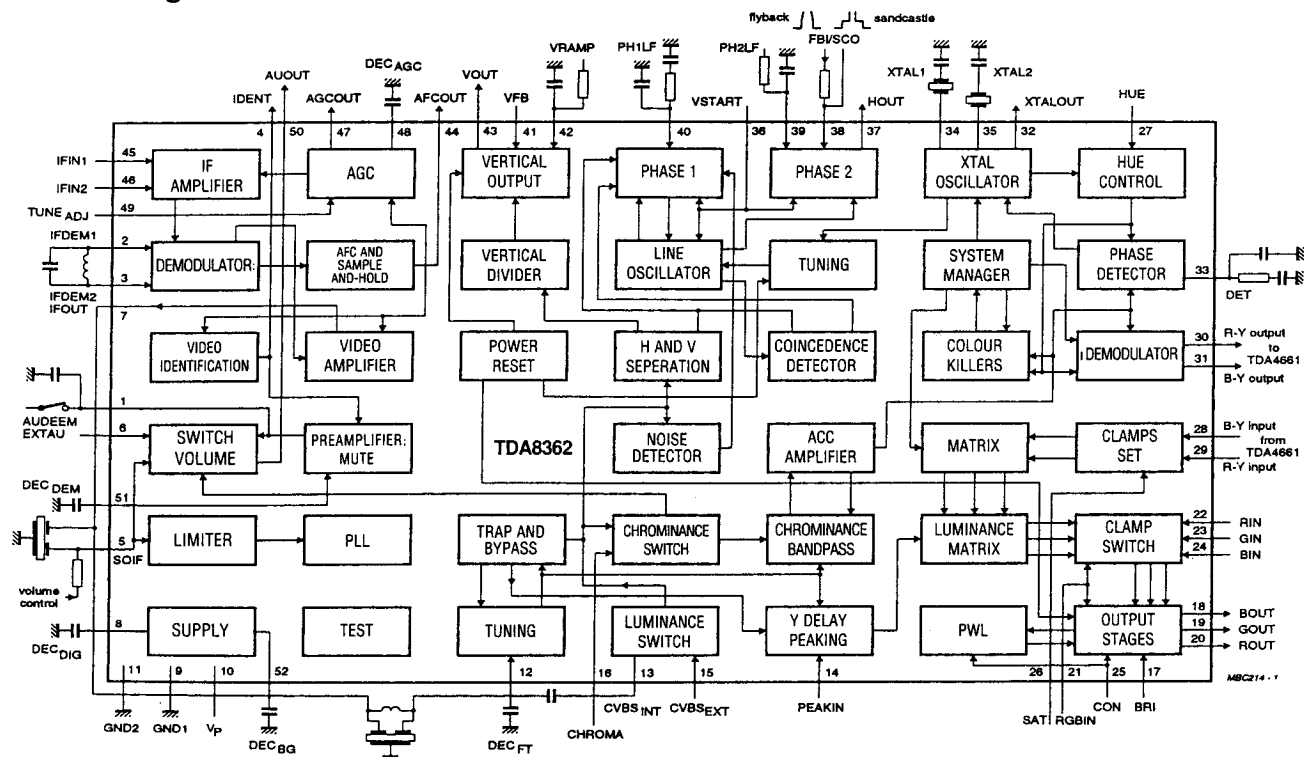 flyback
sandcastle
FBI/SCO
VRAMP
PH1LF
PH2LF
XTAL1
XTAL2
DEC AGC
AUOUT
IDENT
AGCOUT
AFCOUT
VOUT
VFB
VSTART
HOUT
XTALOUT
HUE
4
50
47
48
44
43
41
42
40
36
39
38
37
34
35
32
27
IFIN1
45
IFIN2
46
TUNE ADJ
49
IF AMPLIFIER
AGC
VERTICAL OUTPUT
PHASE 1
PHASE 2
XTAL OSCILLATOR
HUE CONTROL
IFDEM1
2
3
IFDEM2
IFOUT
7
DEMODULATOR:
AFC AND SAMPLE AND-HOLD
VERTICAL DIVIDER
LINE OSCILLATOR
TUNING
SYSTEM MANAGER
PHASE DETECTOR
33
DET
VIDEO IDENTIFICATION
VIDEO AMPLIFIER
POWER RESET
H AND V SEPERATION
COINCEDENCE DETECTOR
COLOUR KILLERS
DEMODULATOR
30
R-Y output
to
TDA4661
31
B-Y output
1
AUDEEM
EXTAU
6
SWITCH VOLUME
PREAMPLIFIER: MUTE
TDA8362
NOISE DETECTOR
ACC AMPLIFIER
MATRIX
CLAMPS SET
28
B-Y input
from
TDA4661
29
R-Y input
DEC DEM
51
5
SOIF
volume
control
LIMITER
PLL
TRAP AND BYPASS
CHROMINANCE SWITCH
CHROMINANCE BANDPASS
LUMINANCE MATRIX
CLAMP SWITCH
22
RIN
23
GIN
24
BIN
8
DEC DIG
SUPPLY
TEST
TUNING
LUMINANCE SWITCH
Y DELAY PEAKING
PWL
OUTPUT STAGES
18
BOUT
19
GOUT
20
ROUT
11
9
10
52
12
16
13
15
14
26
21
25
17
MBC214 - 1
GND2
GND1
VP
DEC BG
DEC FT
CHROMA
CVBS INT
CVBS EXT
PEAKIN
SAT
RGBIN
CON
BRI